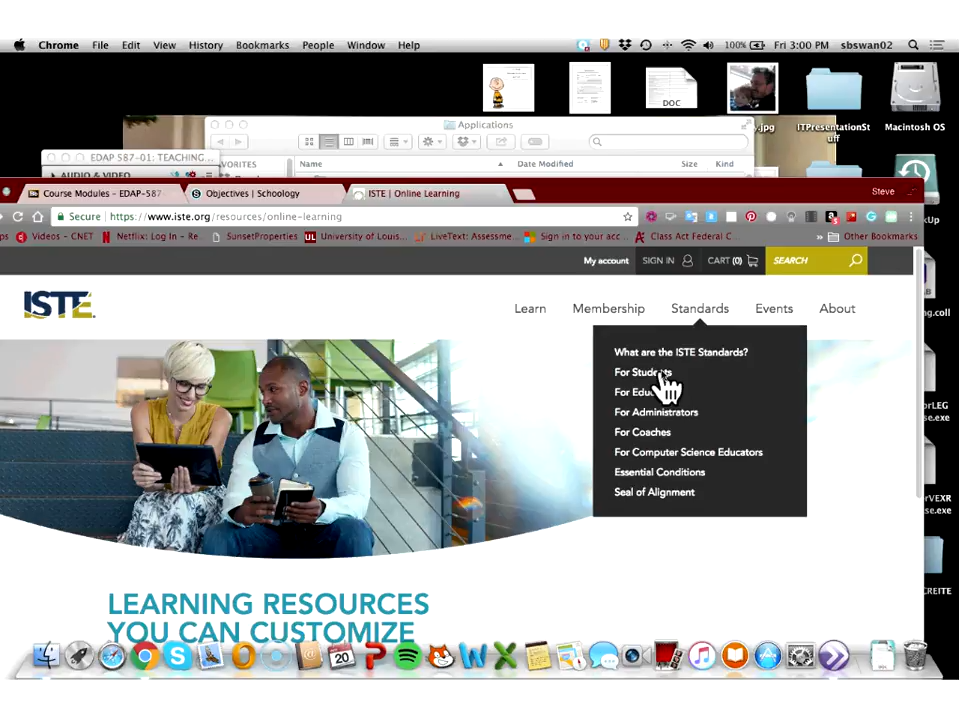 Chrome File Edit View History Bookmarks People Window Help 100% Fri 3:00 PM sbswan02
DOC
.jpg ITPresentationSt
uff
Macintosh OS
Applications
EDAP 587-01: TEACHING...
AUDIO & VIDEO
Name Date Modified Size Kind
Course Modules - EDAP-587
Objectives | Schoology
ISTE | Online Learning
Steve
Secure https://www.iste.org/resources/online-learning
Videos - CNET Netflix: Log In - Re... SunsetProperties University of Louis... LiveText: Assessme... Sign in to your acc... Class Act Federal C... » Other Bookmarks
My account SIGN IN CART (0) SEARCH
ISTE
Learn Membership Standards Events About
What are the ISTE Standards?
For Students
For Edu
For Administrators
For Coaches
For Computer Science Educators
Essential Conditions
Seal of Alignment
LEARNING RESOURCES
YOU CAN CUSTOMIZE
20